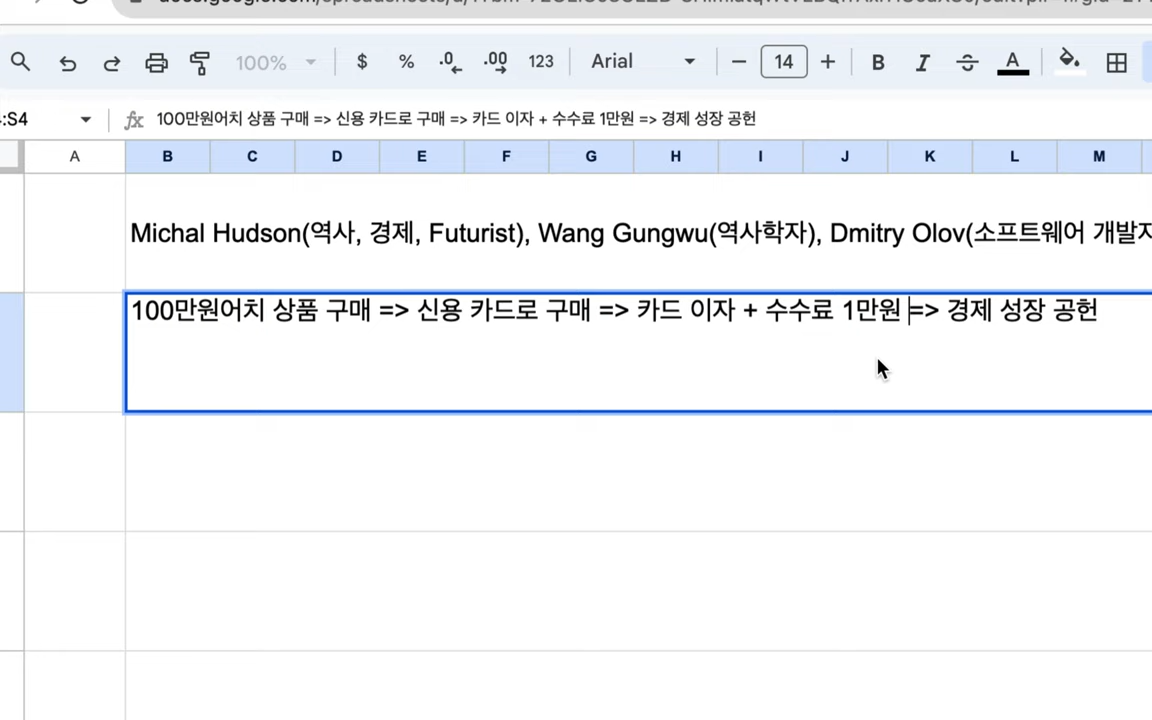 100%
$ % .0 .00 123 Arial 14 B I A
:S4
fx 100만원어치 상품 구매 => 신용 카드로 구매 => 카드 이자 + 수수료 1만원 => 경제 성장 공헌
A B C D E F G H I J K L M
Michal Hudson(역사, 경제, Futurist), Wang Gungwu(역사학자), Dmitry Olov(소프트웨어
100만원어치 상품 구매 => 신용 카드로 구매 => 카드 이자 + 수수료 1만원 => 경제 성장 공헌